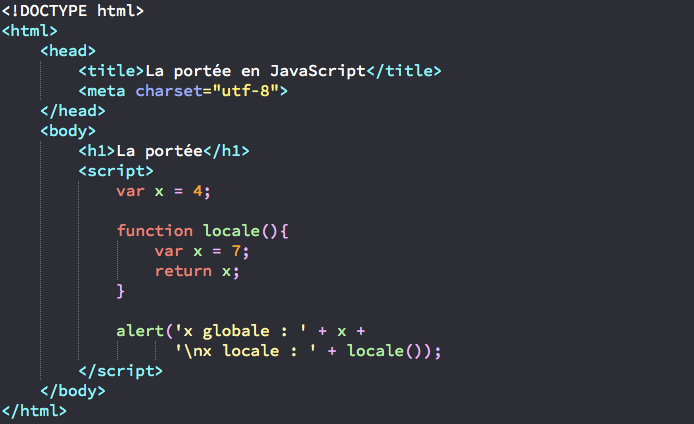 <!DOCTYPE html>
<html>
    <head>
        <title>La portée en JavaScript</title>
        <meta charset="utf-8">
    </head>
    <body>
        <h1>La portée</h1>
        <script>
            var x = 4;

            function locale(){
                var x = 7;
                return x;
            }

            alert('x globale : ' + x +
                  '\nx locale : ' + locale());
        </script>
    </body>
</html>